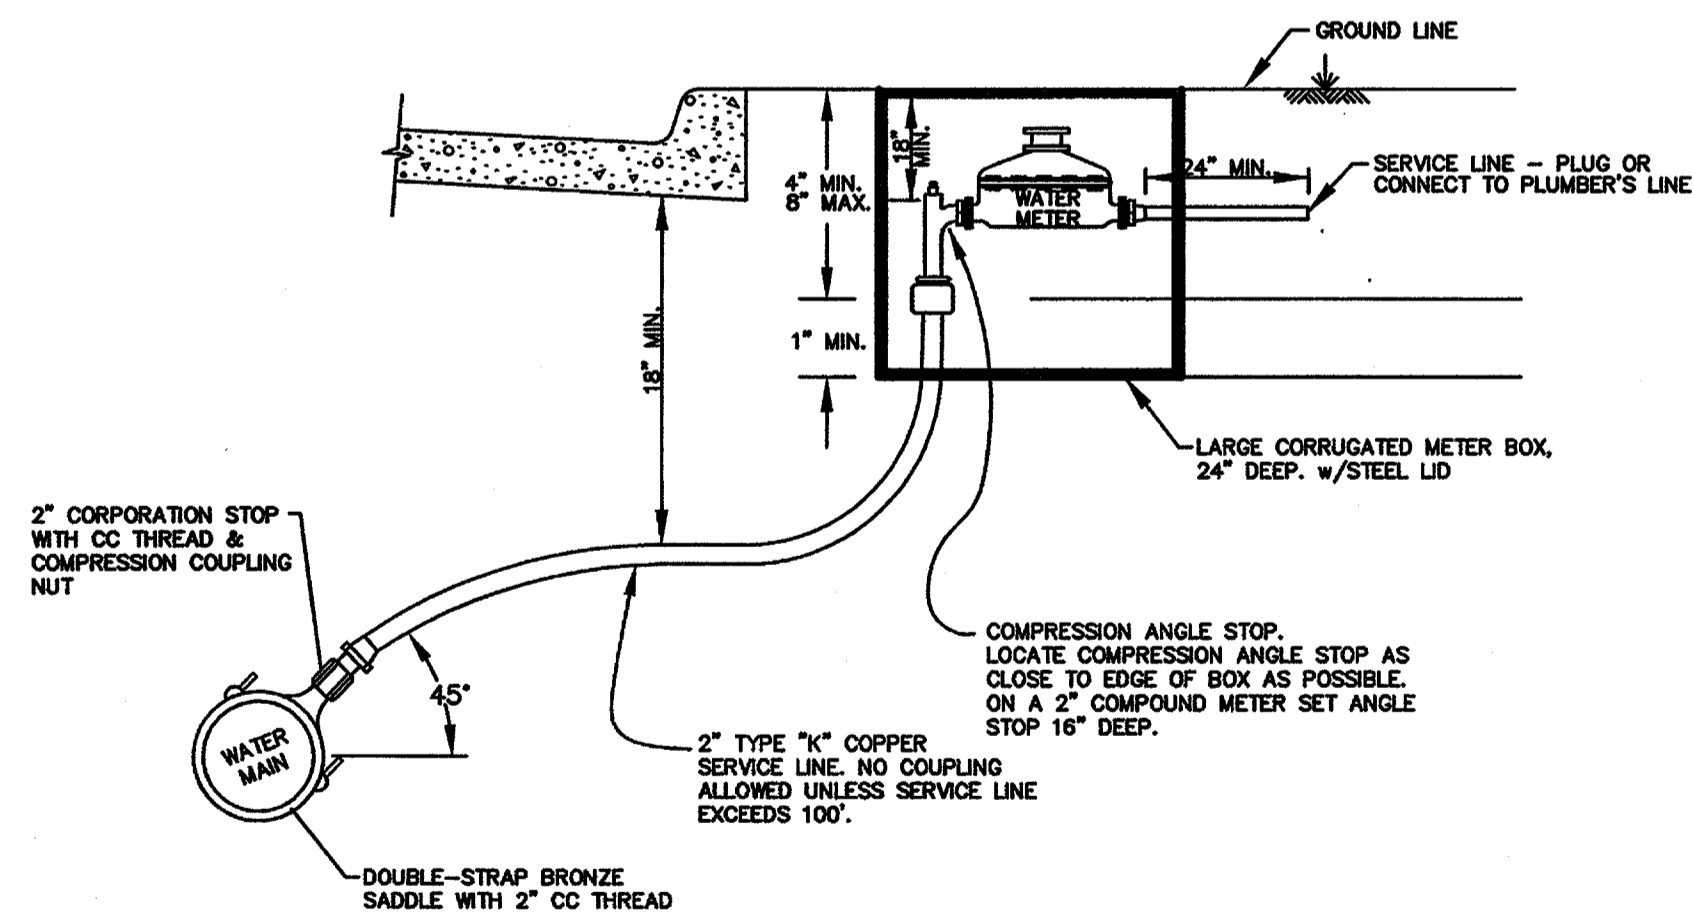 GROUND LINE
18" MIN.
24" MIN.
SERVICE LINE - PLUG OR
CONNECT TO PLUMBER'S LINE
4" MIN.
8" MAX.
WATER
METER
18" MIN.
1" MIN.
LARGE CORRUGATED METER BOX,
24" DEEP. w/STEEL LID
2" CORPORATION STOP
WITH CC THREAD &
COMPRESSION COUPLING
NUT
COMPRESSION ANGLE STOP.
LOCATE COMPRESSION ANGLE STOP AS
CLOSE TO EDGE OF BOX AS POSSIBLE.
ON A 2" COMPOUND METER SET ANGLE
STOP 16" DEEP.
45°
WATER
MAIN
2" TYPE "K" COPPER
SERVICE LINE. NO COUPLING
ALLOWED UNLESS SERVICE LINE
EXCEEDS 100'.
DOUBLE-STRAP BRONZE
SADDLE WITH 2" CC THREAD